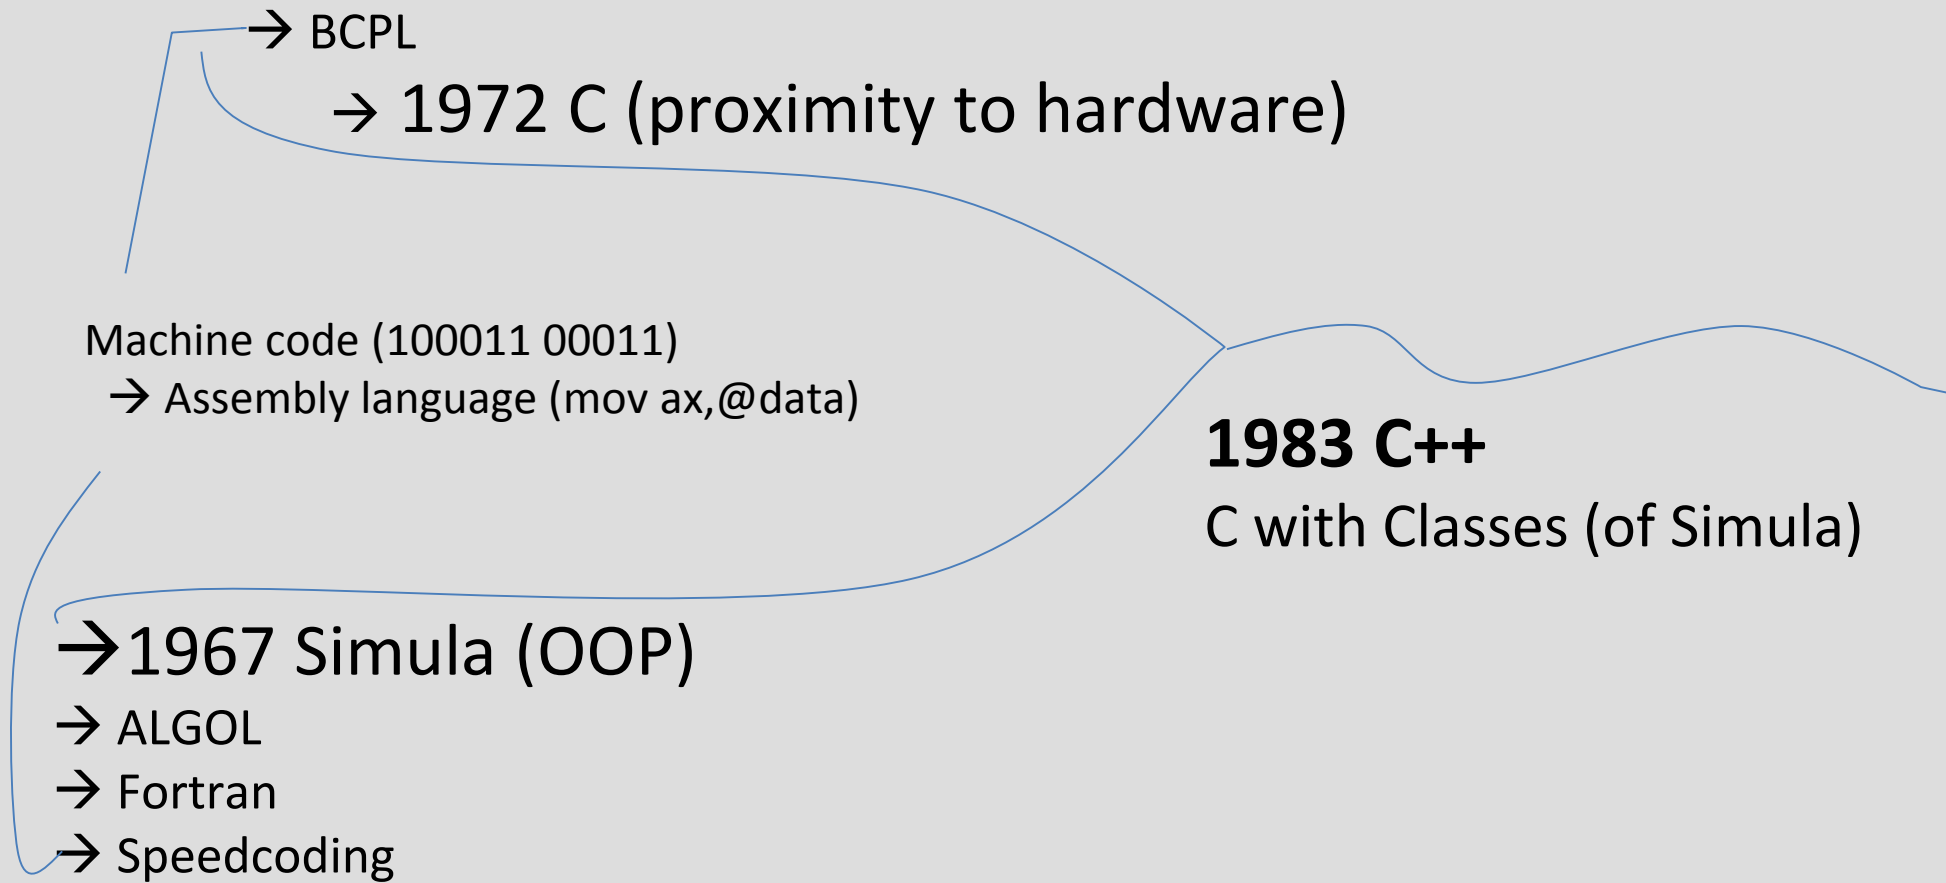 → BCPL
→ 1972 C (proximity to hardware)
Machine code (100011 00011)
→ Assembly language (mov ax,@data)
1983 C++
C with Classes (of Simula)
→1967 Simula (OOP)
→ ALGOL
→ Fortran
→ Speedcoding